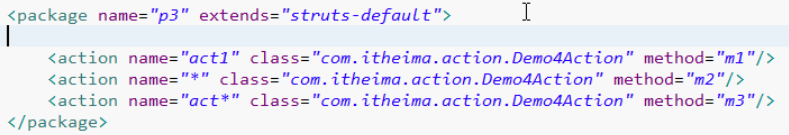 <package name="p3" extends="struts-default">
<action name="act1" class="com.itheima.action.Demo4Action" method="m1"/>
<action name="*" class="com.itheima.action.Demo4Action" method="m2"/>
<action name="act*" class="com.itheima.action.Demo4Action" method="m3"/>
</package>